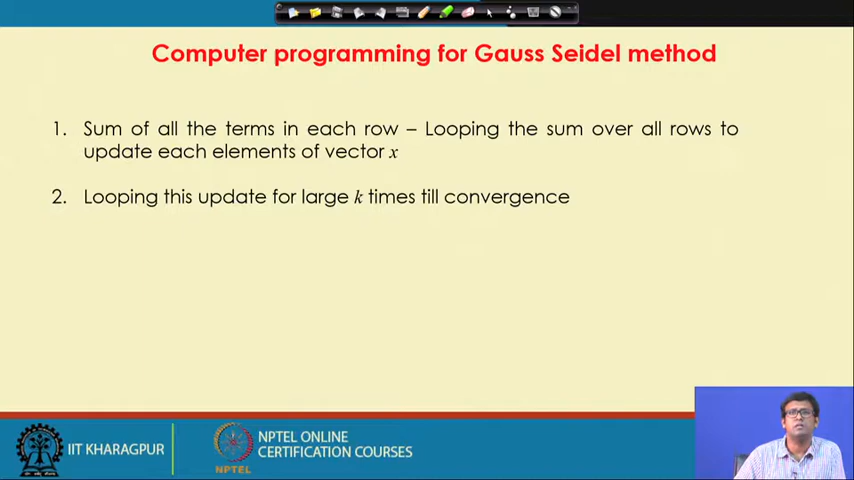 Computer programming for Gauss Seidel method
1. Sum of all the terms in each row – Looping the sum over all rows to
update each elements of vector x
2. Looping this update for large k times till convergence
IIT KHARAGPUR
NPTEL
NPTEL ONLINE
CERTIFICATION COURSES